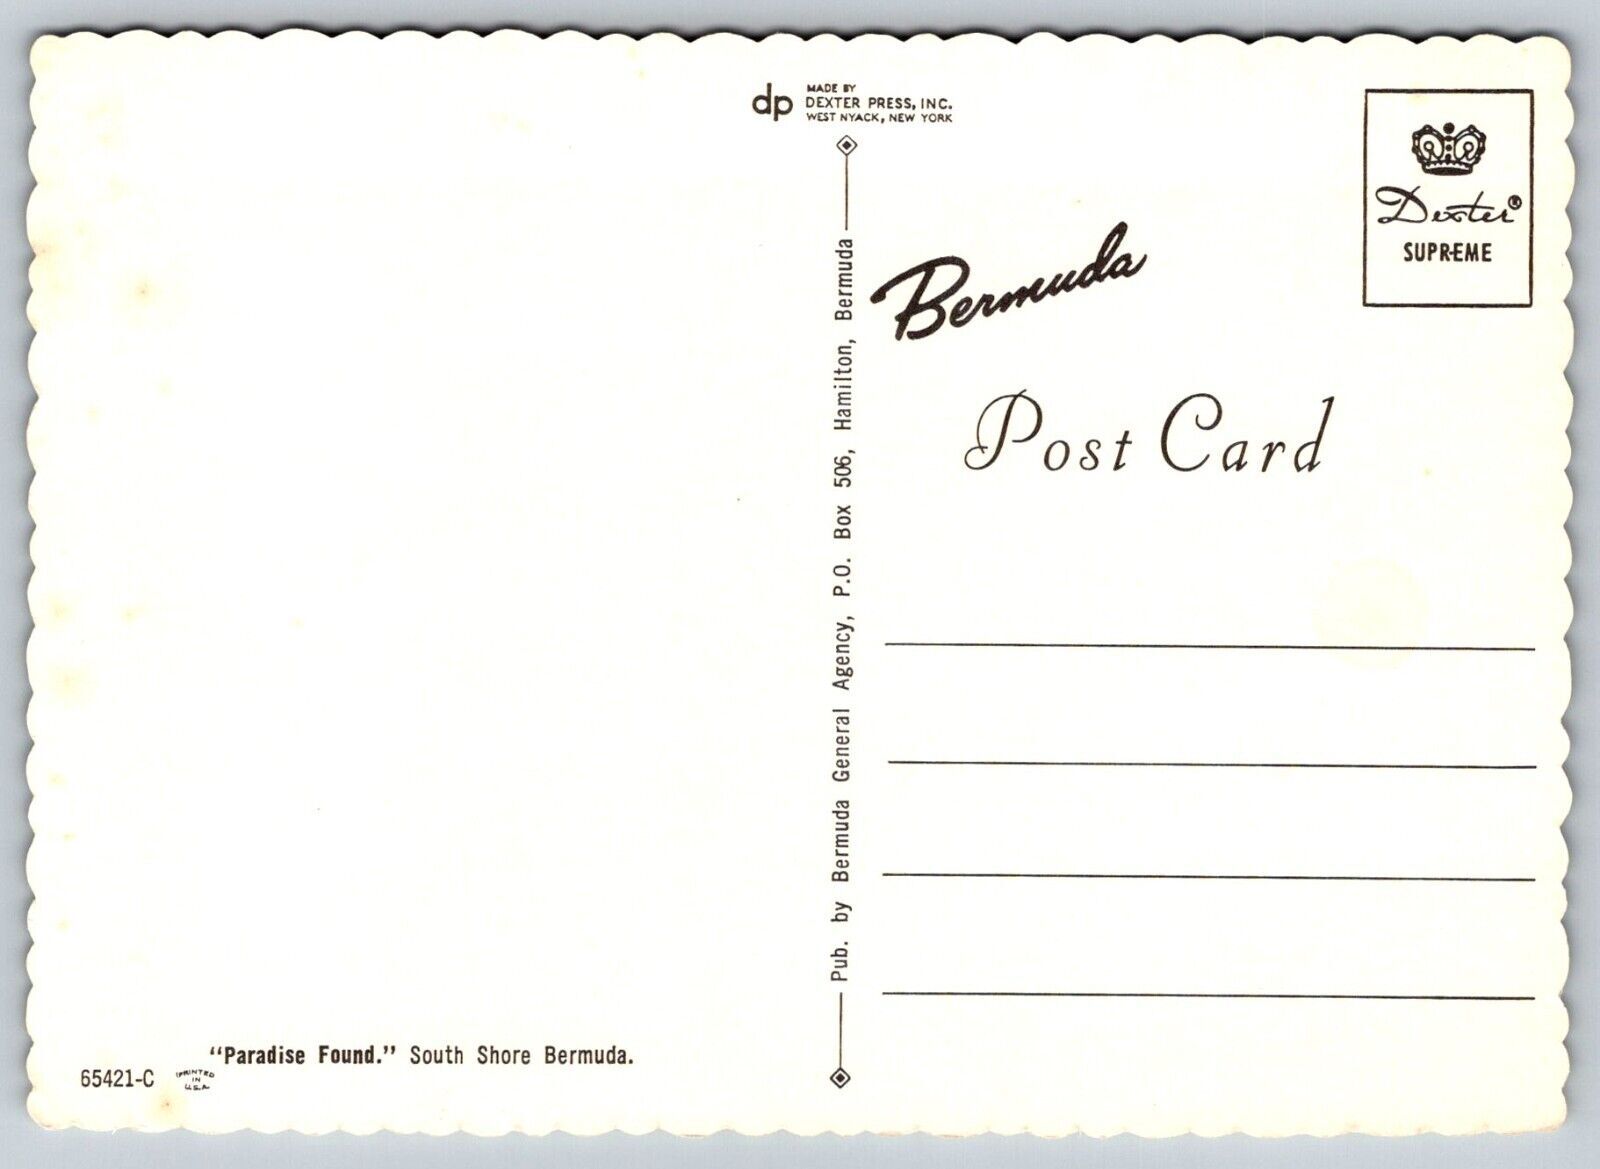 dp
MADE BY
DEXTER PRESS, INC.
WEST NYACK, NEW YORK
Dexter®
SUPREME
Bermuda
Post Card
Pub. by Bermuda General Agency, P.O. Box 506, Hamilton, Bermuda
"Paradise Found." South Shore Bermuda.
65421-C
PRINTED
IN
U.S.A.